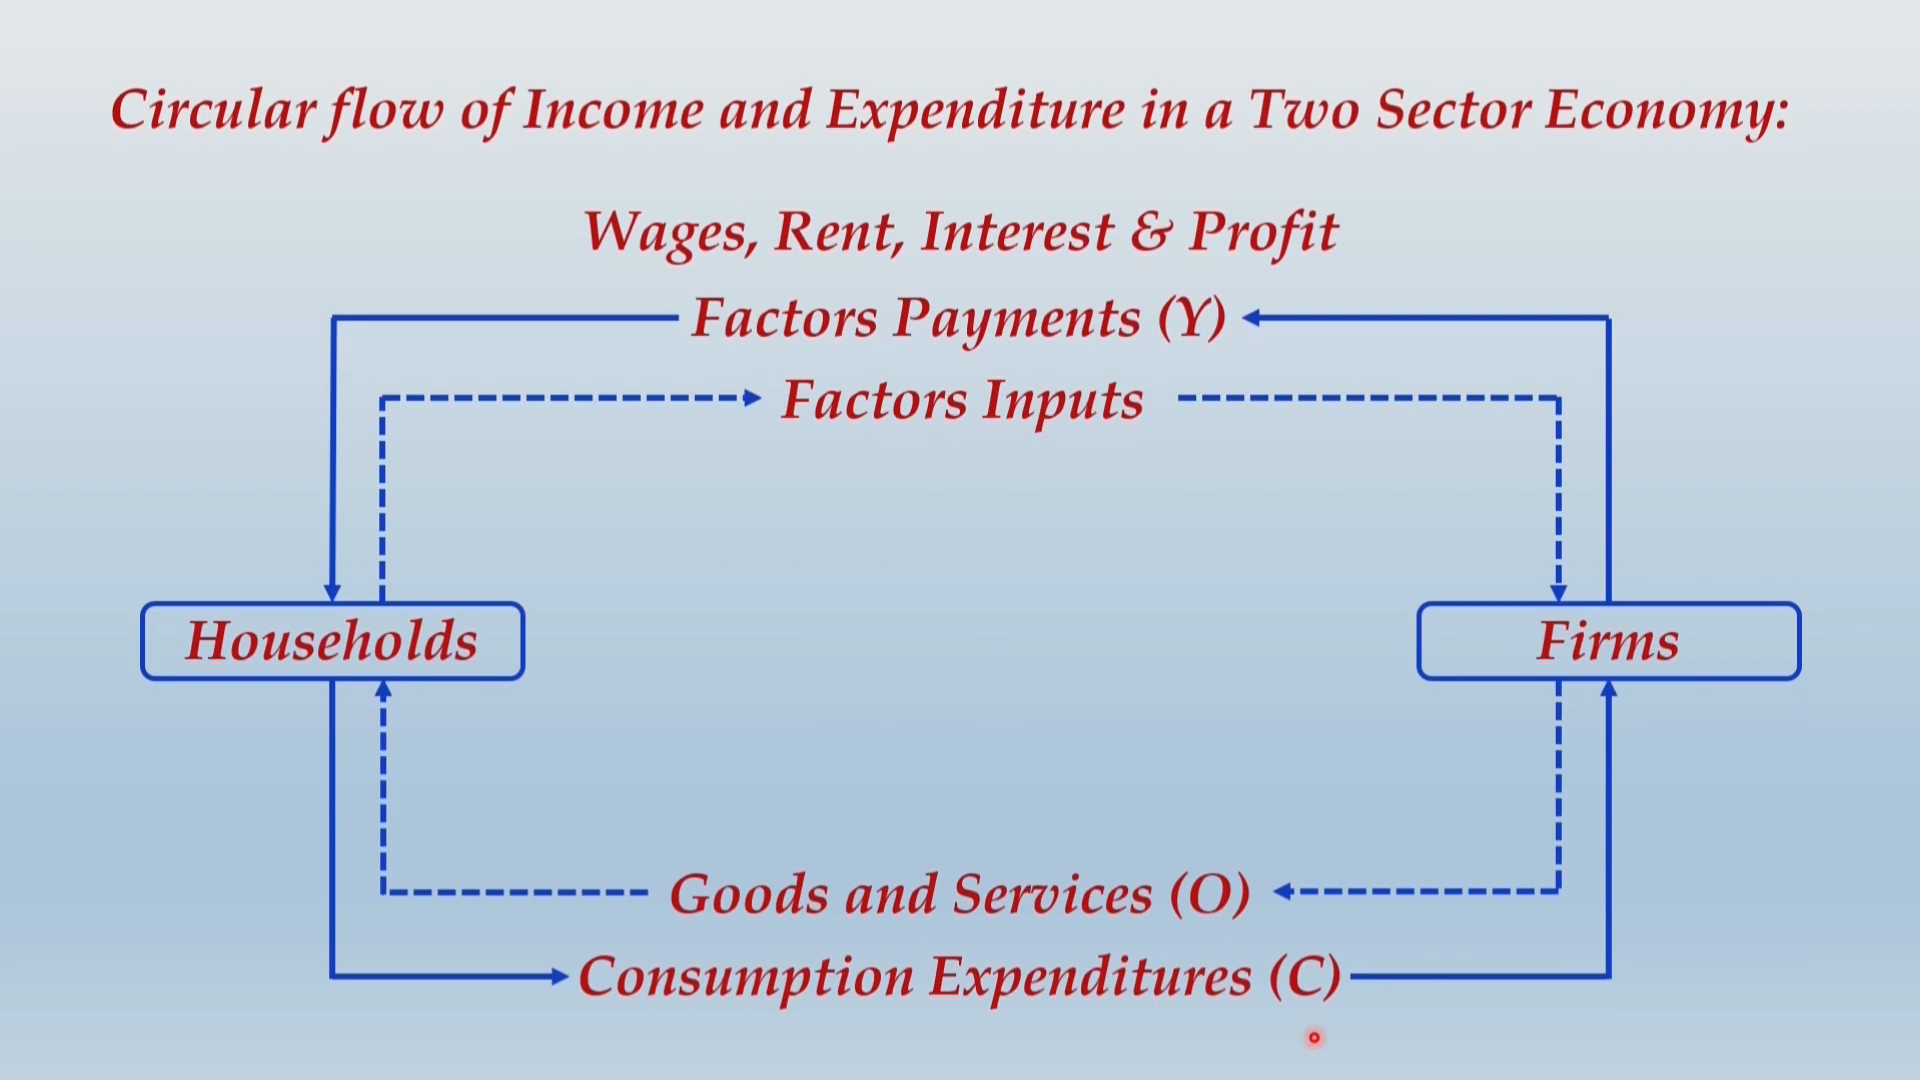 Circular flow of Income and Expenditure in a Two Sector Economy:
Wages, Rent, Interest & Profit
Factors Payments (Y)
Factors Inputs
Households
Firms
Goods and Services (O)
Consumption Expenditures (C)